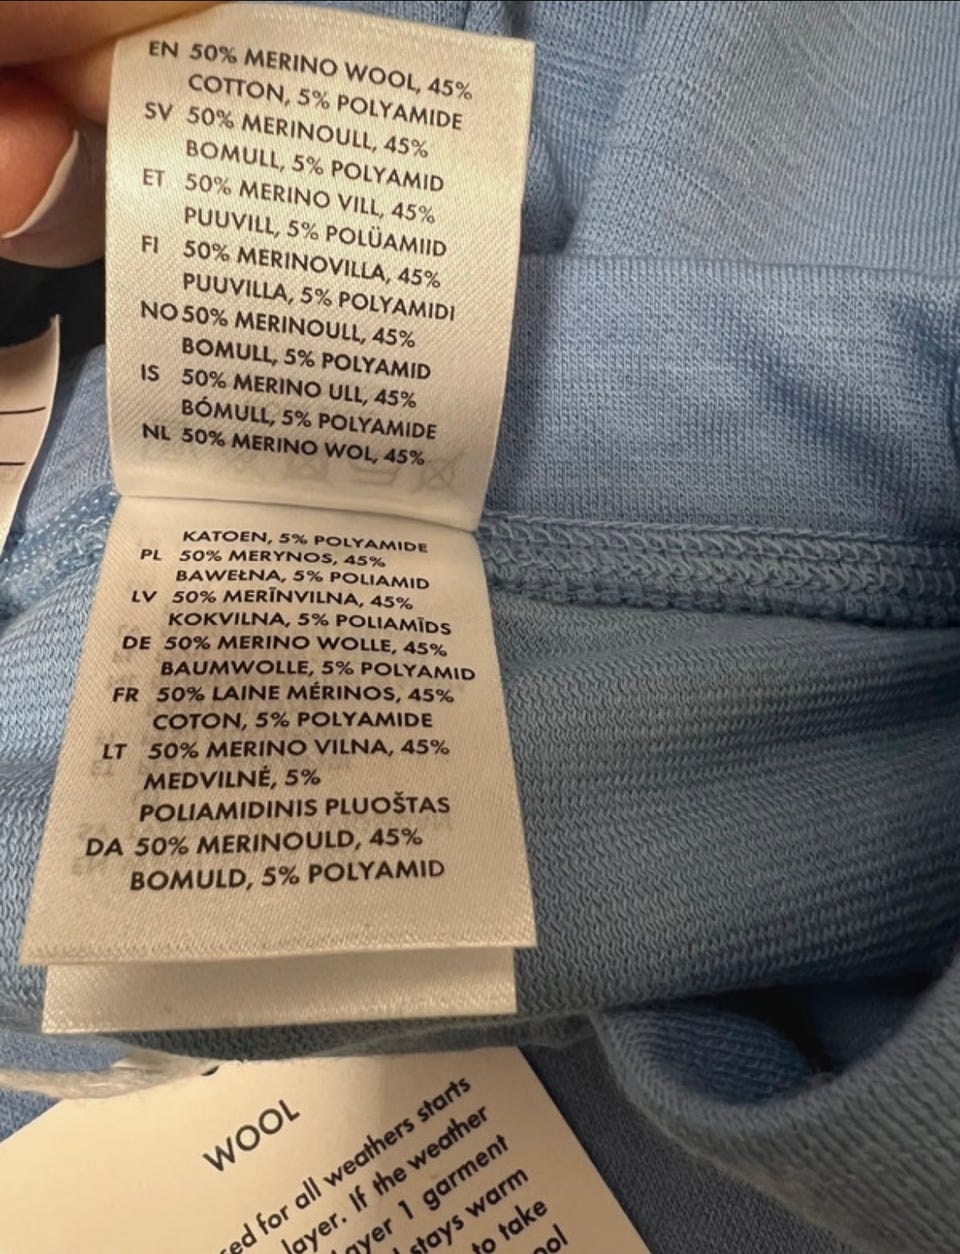 EN 50% MERINO WOOL, 45%
COTTON, 5% POLYAMIDE
SV 50% MERINOULL, 45%
BOMULL, 5% POLYAMID
ET 50% MERINO VILL, 45%
PUUVILL, 5% POLÜAMIID
FI 50% MERINOVILLA, 45%
PUUVILLA, 5% POLYAMIDI
NO 50% MERINOULL, 45%
BOMULL, 5% POLYAMID
IS 50% MERINO ULL, 45%
BÓMULL, 5% POLYAMIDE
NL 50% MERINO WOL, 45%
KATOEN, 5% POLYAMIDE
PL 50% MERYNOS, 45%
BAWEŁNA, 5% POLIAMID
LV 50% MERĪNVILNA, 45%
KOKVILNA, 5% POLIAMĪDS
DE 50% MERINO WOLLE, 45%
BAUMWOLLE, 5% POLYAMID
FR 50% LAINE MÉRINOS, 45%
COTON, 5% POLYAMIDE
LT 50% MERINO VILNA, 45%
MEDVILNĖ, 5%
POLIAMIDINIS PLUOŠTAS
DA 50% MERINOULD, 45%
BOMULD, 5% POLYAMID
WOOL
for all weathers starts
layer. If the weather
1 garment
stays warm
to take